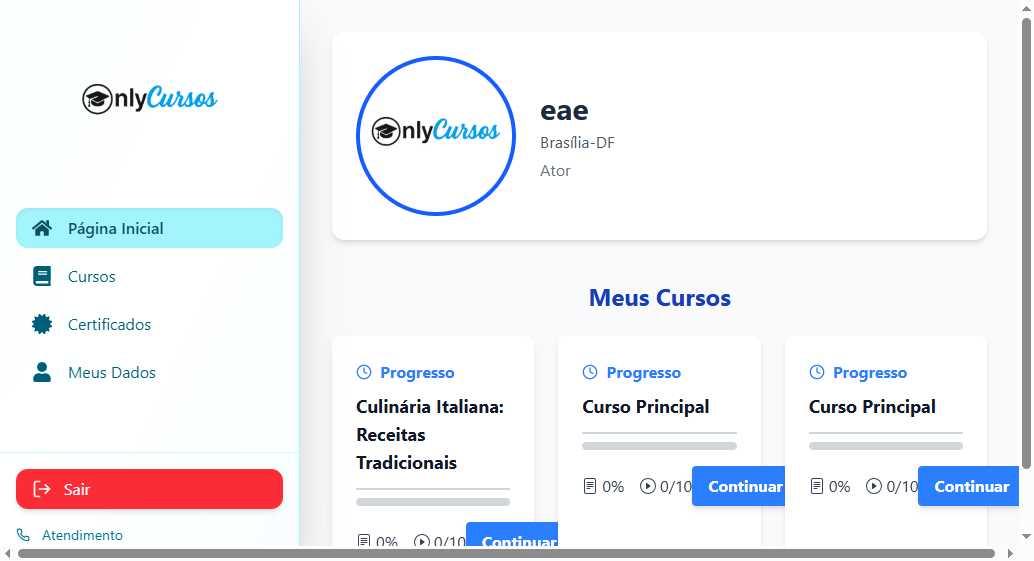 OnlyCursos
Página Inicial
Cursos
Certificados
Meus Dados
Sair
Atendimento
OnlyCursos
eae
Brasília-DF
Ator
Meus Cursos
Progresso
Culinária Italiana:
Receitas
Tradicionais
0% 0/10 Continuar
Progresso
Curso Principal
0% 0/10 Continuar
Progresso
Curso Principal
0% 0/10 Continuar